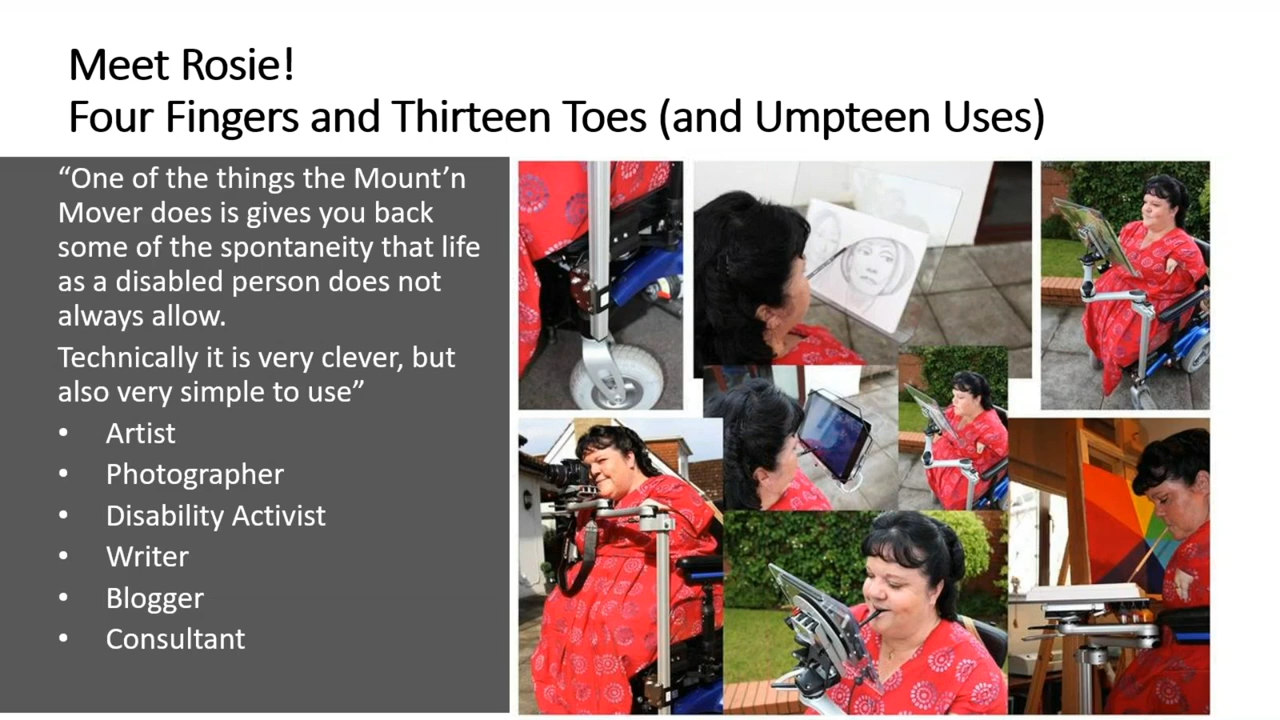 Meet Rosie!
Four Fingers and Thirteen Toes (and Umpteen Uses)
“One of the things the Mount’n
Mover does is gives you back
some of the spontaneity that life
as a disabled person does not
always allow.
Technically it is very clever, but
also very simple to use”
• Artist
• Photographer
• Disability Activist
• Writer
• Blogger
• Consultant